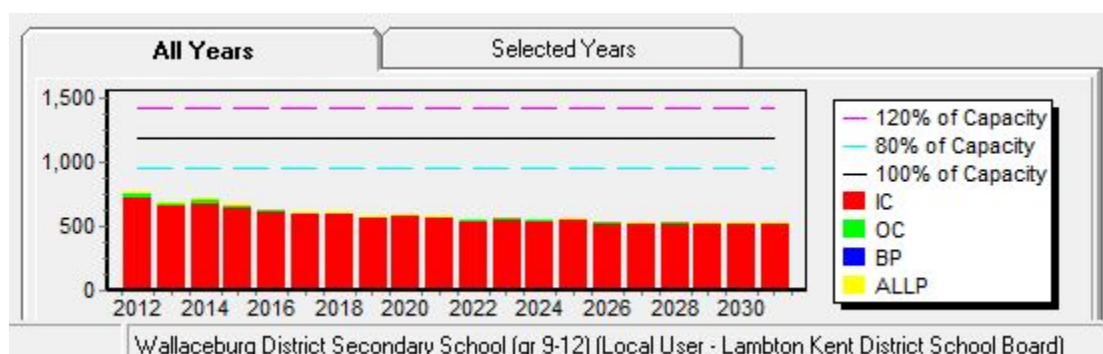 All Years
Selected Years
1,500
1,000
500
0
2012 2014 2016 2018 2020 2022 2024 2026 2028 2030
120% of Capacity
80% of Capacity
100% of Capacity
IC
OC
BP
ALLP
Wallaceburg District Secondary School (gr 9-12) (Local User - Lambton Kent District School Board)